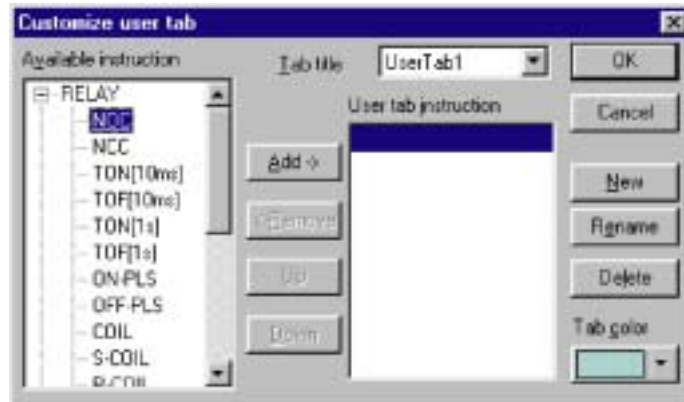 Customize user tab
Available instruction
Tab title
UserTab1
OK
RELAY
NOC
NCC
TON[10ms]
TOF[10ms]
TON[1s]
TOF[1s]
ON-PLS
OFF-PLS
COIL
S-COIL
R-COIL
User tab instruction
Add ->
<-Remove
Up
Down
Cancel
New
Rename
Delete
Tab color